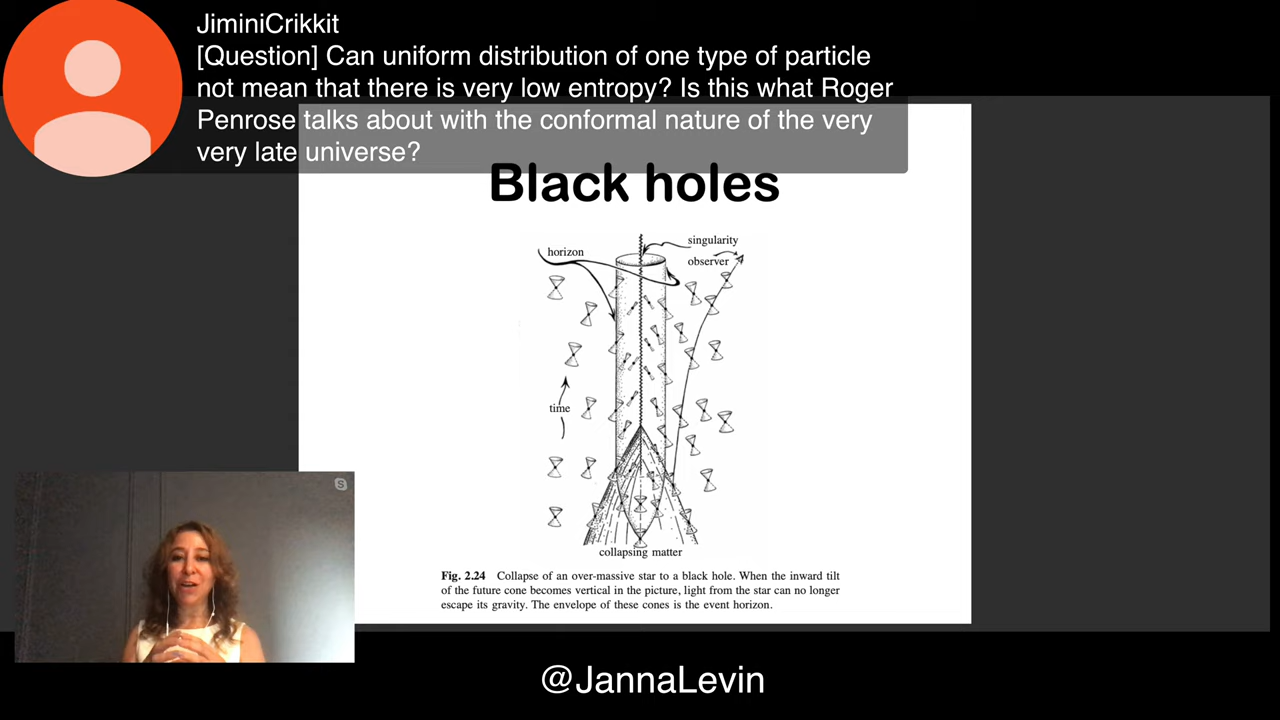 JiminiCrikkit
[Question] Can uniform distribution of one type of particle
not mean that there is very low entropy? Is this what Roger
Penrose talks about with the conformal nature of the very
very late universe?
Black holes
singularity
horizon
observer
time
collapsing matter
Fig. 2.24 Collapse of an over-massive star to a black hole. When the inward tilt
of the future cone becomes vertical in the picture, light from the star can no longer
escape its gravity. The envelope of these cones is the event horizon.
S
@JannaLevin